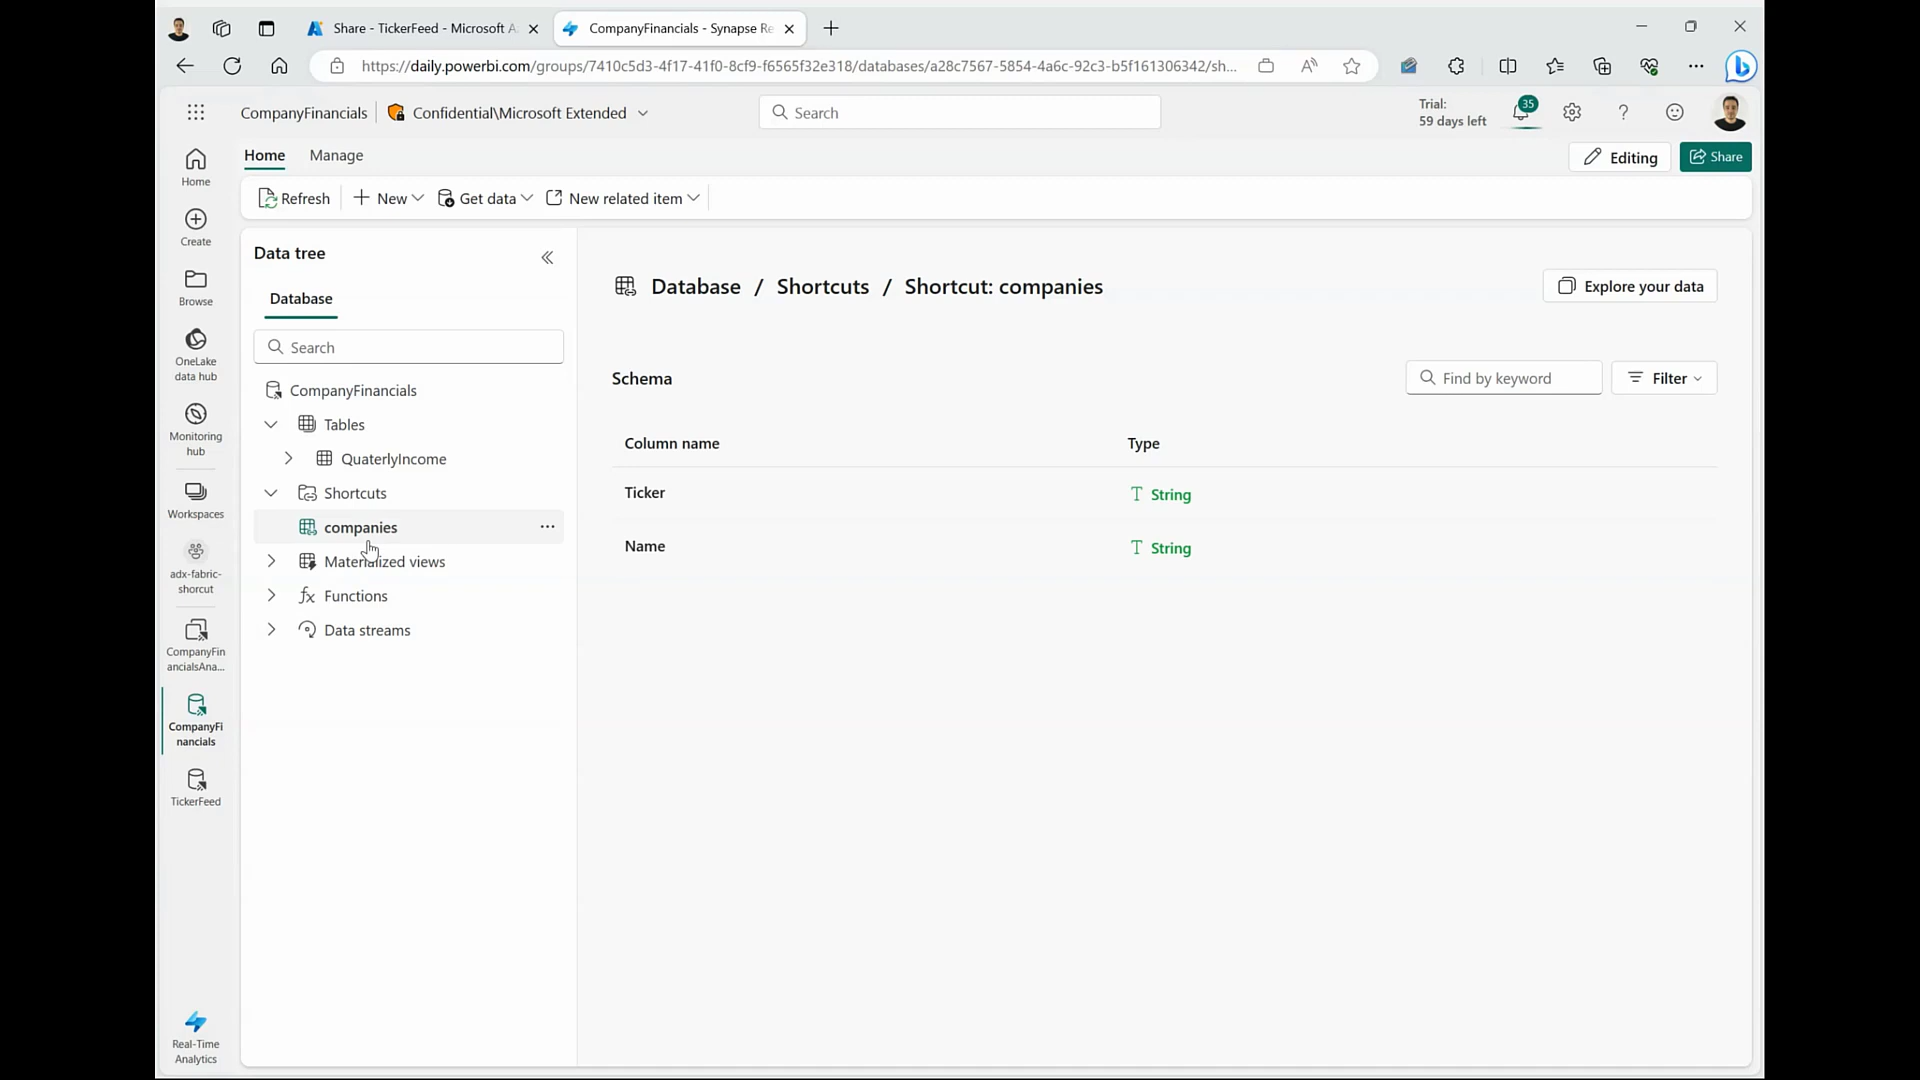 Share - TickerFeed - Microsoft A
CompanyFinancials - Synapse Re
https://daily.powerbi.com/groups/7410c5d3-4f17-41f0-8cf9-f6565f32e318/databases/a28c7567-5854-4a6c-92c3-b5f161306342/sh...
CompanyFinancials
Confidential\Microsoft Extended
Search
Trial:
59 days left
35
Home
Manage
Editing
Share
Refresh
New
Get data
New related item
Home
Create
Browse
OneLake
data hub
Monitoring
hub
Workspaces
adx-fabric-
shorcut
CompanyFin
ancialsAna...
CompanyFi
nancials
TickerFeed
Real-Time
Analytics
Data tree
Database
Search
CompanyFinancials
Tables
QuaterlyIncome
Shortcuts
companies
Materialized views
Functions
Data streams
Database / Shortcuts / Shortcut: companies
Explore your data
Schema
Find by keyword
Filter
Column name
Type
Ticker
String
Name
String